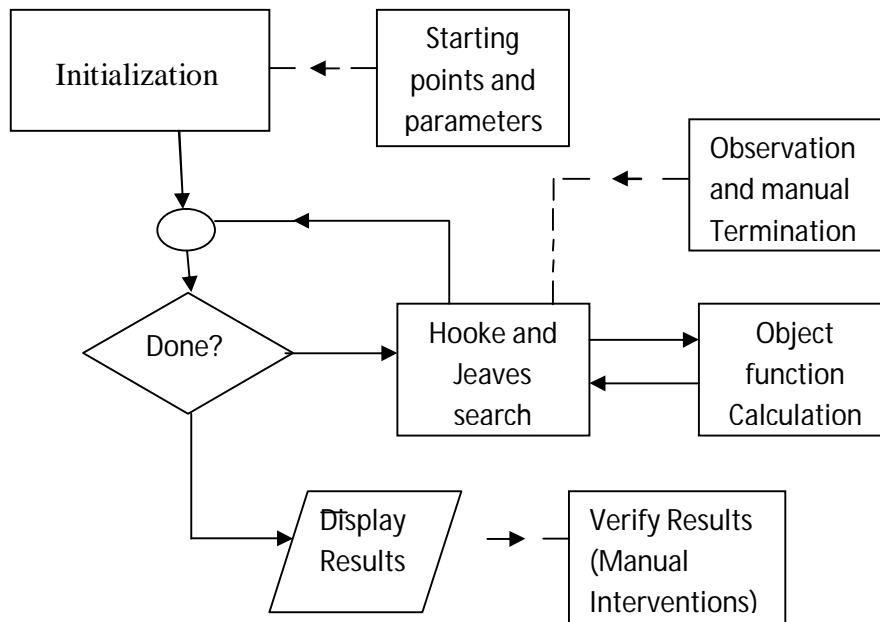 Initialization
Starting
points and
parameters
Observation
and manual
Termination
Done?
Hooke and
Jeaves
search
Object
function
Calculation
Display
Results
Verify Results
(Manual
Interventions)